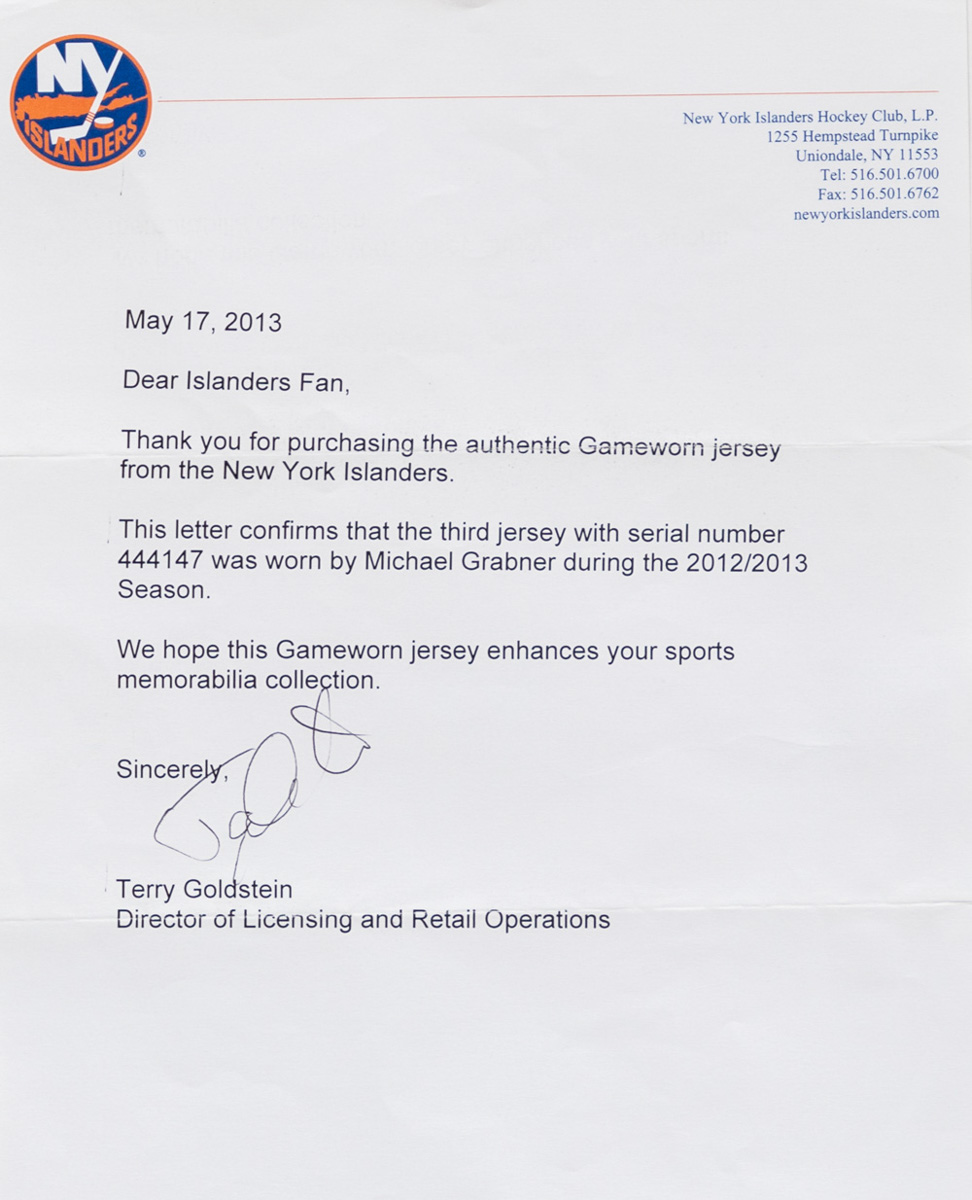 NY
ISLANDERS
®
New York Islanders Hockey Club, L.P.
1255 Hempstead Turnpike
Uniondale, NY 11553
Tel: 516.501.6700
Fax: 516.501.6762
newyorkislanders.com
May 17, 2013
Dear Islanders Fan,
Thank you for purchasing the authentic Gameworn jersey
from the New York Islanders.
This letter confirms that the third jersey with serial number
444147 was worn by Michael Grabner during the 2012/2013
Season.
We hope this Gameworn jersey enhances your sports
memorabilia collection.
Sincerely,
Terry Goldstein
Director of Licensing and Retail Operations